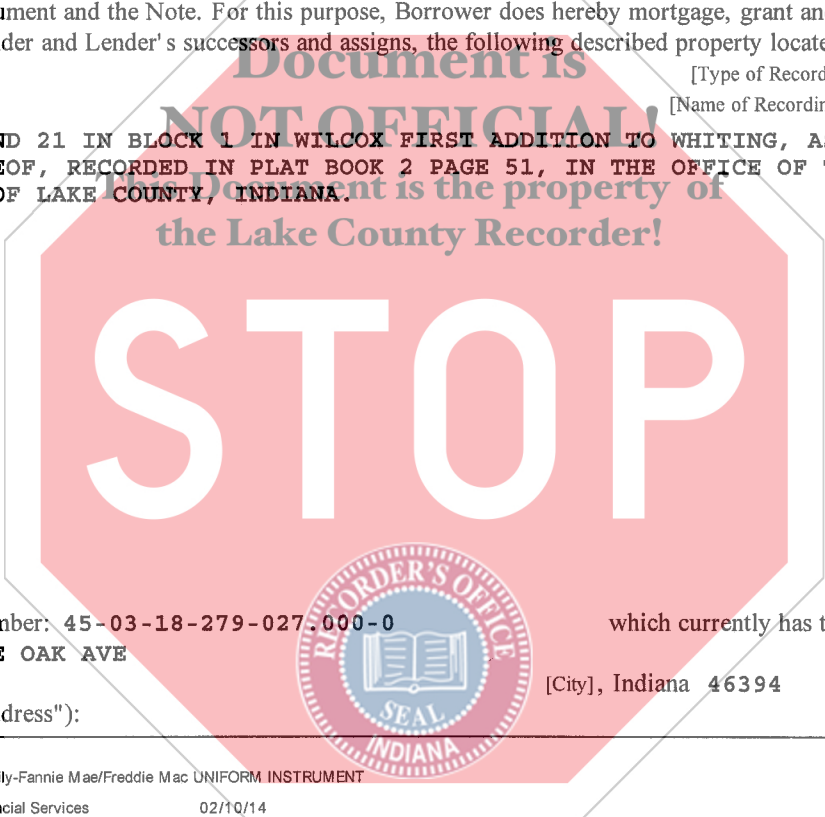 ument and the Note. For this purpose, Borrower does hereby mortgage, grant an
der and Lender's successors and assigns, the following described property locate
Document is
[Type of Record
NOT OFFICIAL!
[Name of Recordin
ND 21 IN BLOCK 1 IN WILCOX FIRST ADDITION TO WHITING, A
EOF, RECORDED IN PLAT BOOK 2 PAGE 51, IN THE OFFICE OF
This Document is the property of
OF LAKE COUNTY, INDIANA.
the Lake County Recorder!
STOP
RECORDER'S OFFICE
mber: 45-03-18-279-027.000-0 which currently has t
E OAK AVE
[City], Indiana 46394
dress"):
SEAL
INDIANA
ly-Fannie Mae/Freddie Mac UNIFORM INSTRUMENT
cial Services 02/10/14